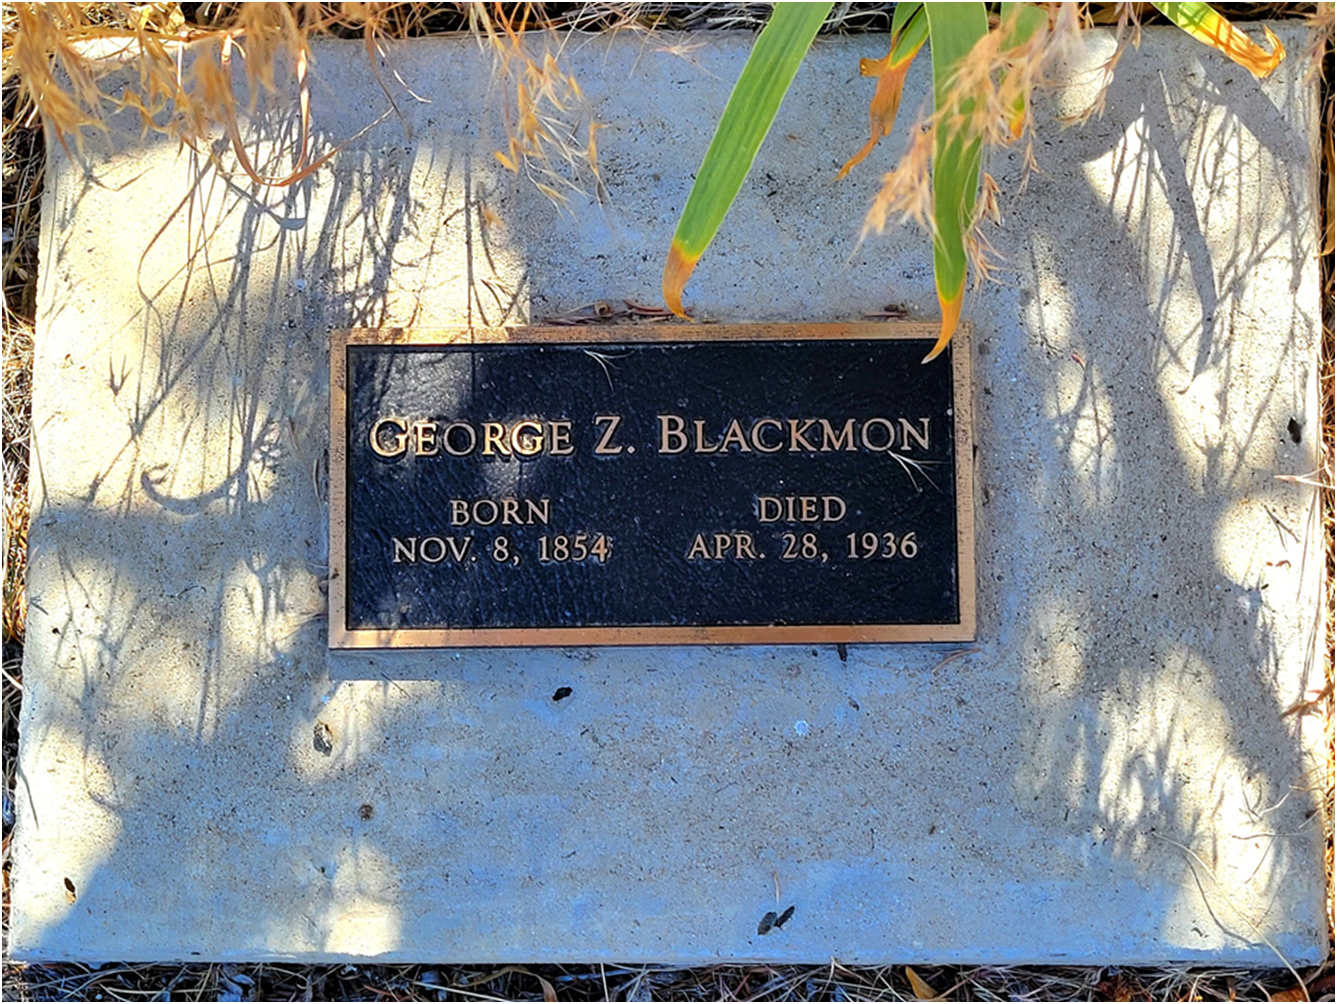 GEORGE Z. BLACKMON
BORN DIED
NOV. 8, 1854 APR. 28, 1936